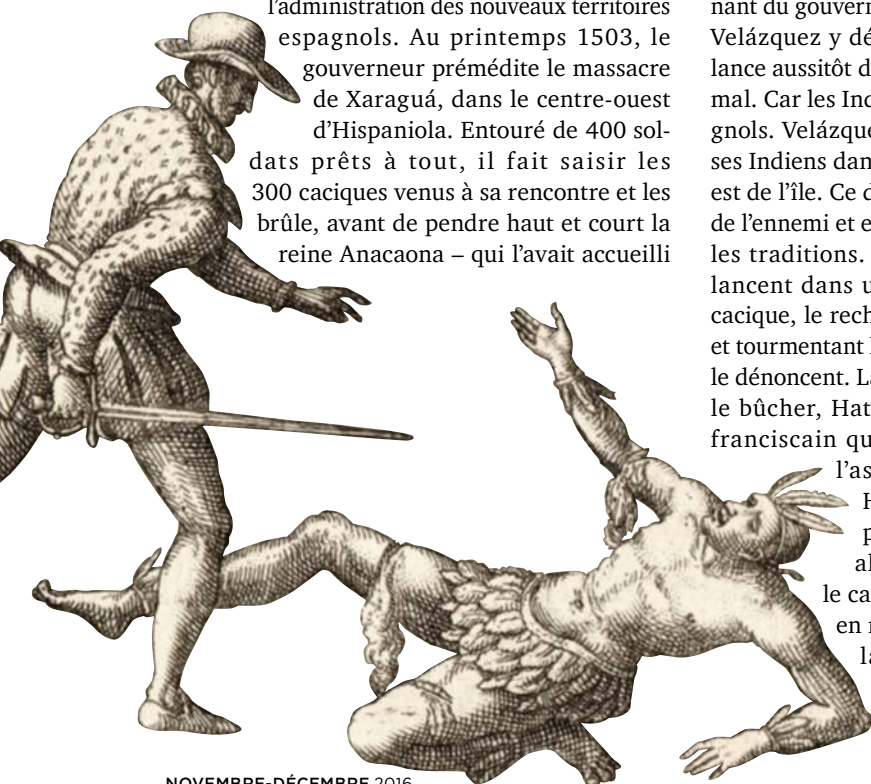 l’administration des nouveaux territoires
espagnols. Au printemps 1503, le
gouverneur prémédite le massacre
de Xaraguá, dans le centre-ouest
d’Hispaniola. Entouré de 400 sol-
dats prêts à tout, il fait saisir les
300 caciques venus à sa rencontre et les
brûle, avant de pendre haut et court la
reine Anacaona – qui l’avait accueilli
nant du gouvern
Velázquez y dé
lance aussitôt d
mal. Car les Ind
gnols. Velázque
ses Indiens dan
est de l’île. Ce d
de l’ennemi et e
les traditions.
lancent dans u
cacique, le rech
et tourmentant l
le dénoncent. La
le bûcher, Hat
franciscain qu
l’as
H
p
al
le ca
en r
la
NOVEMBRE-DÉCEMBRE 2016